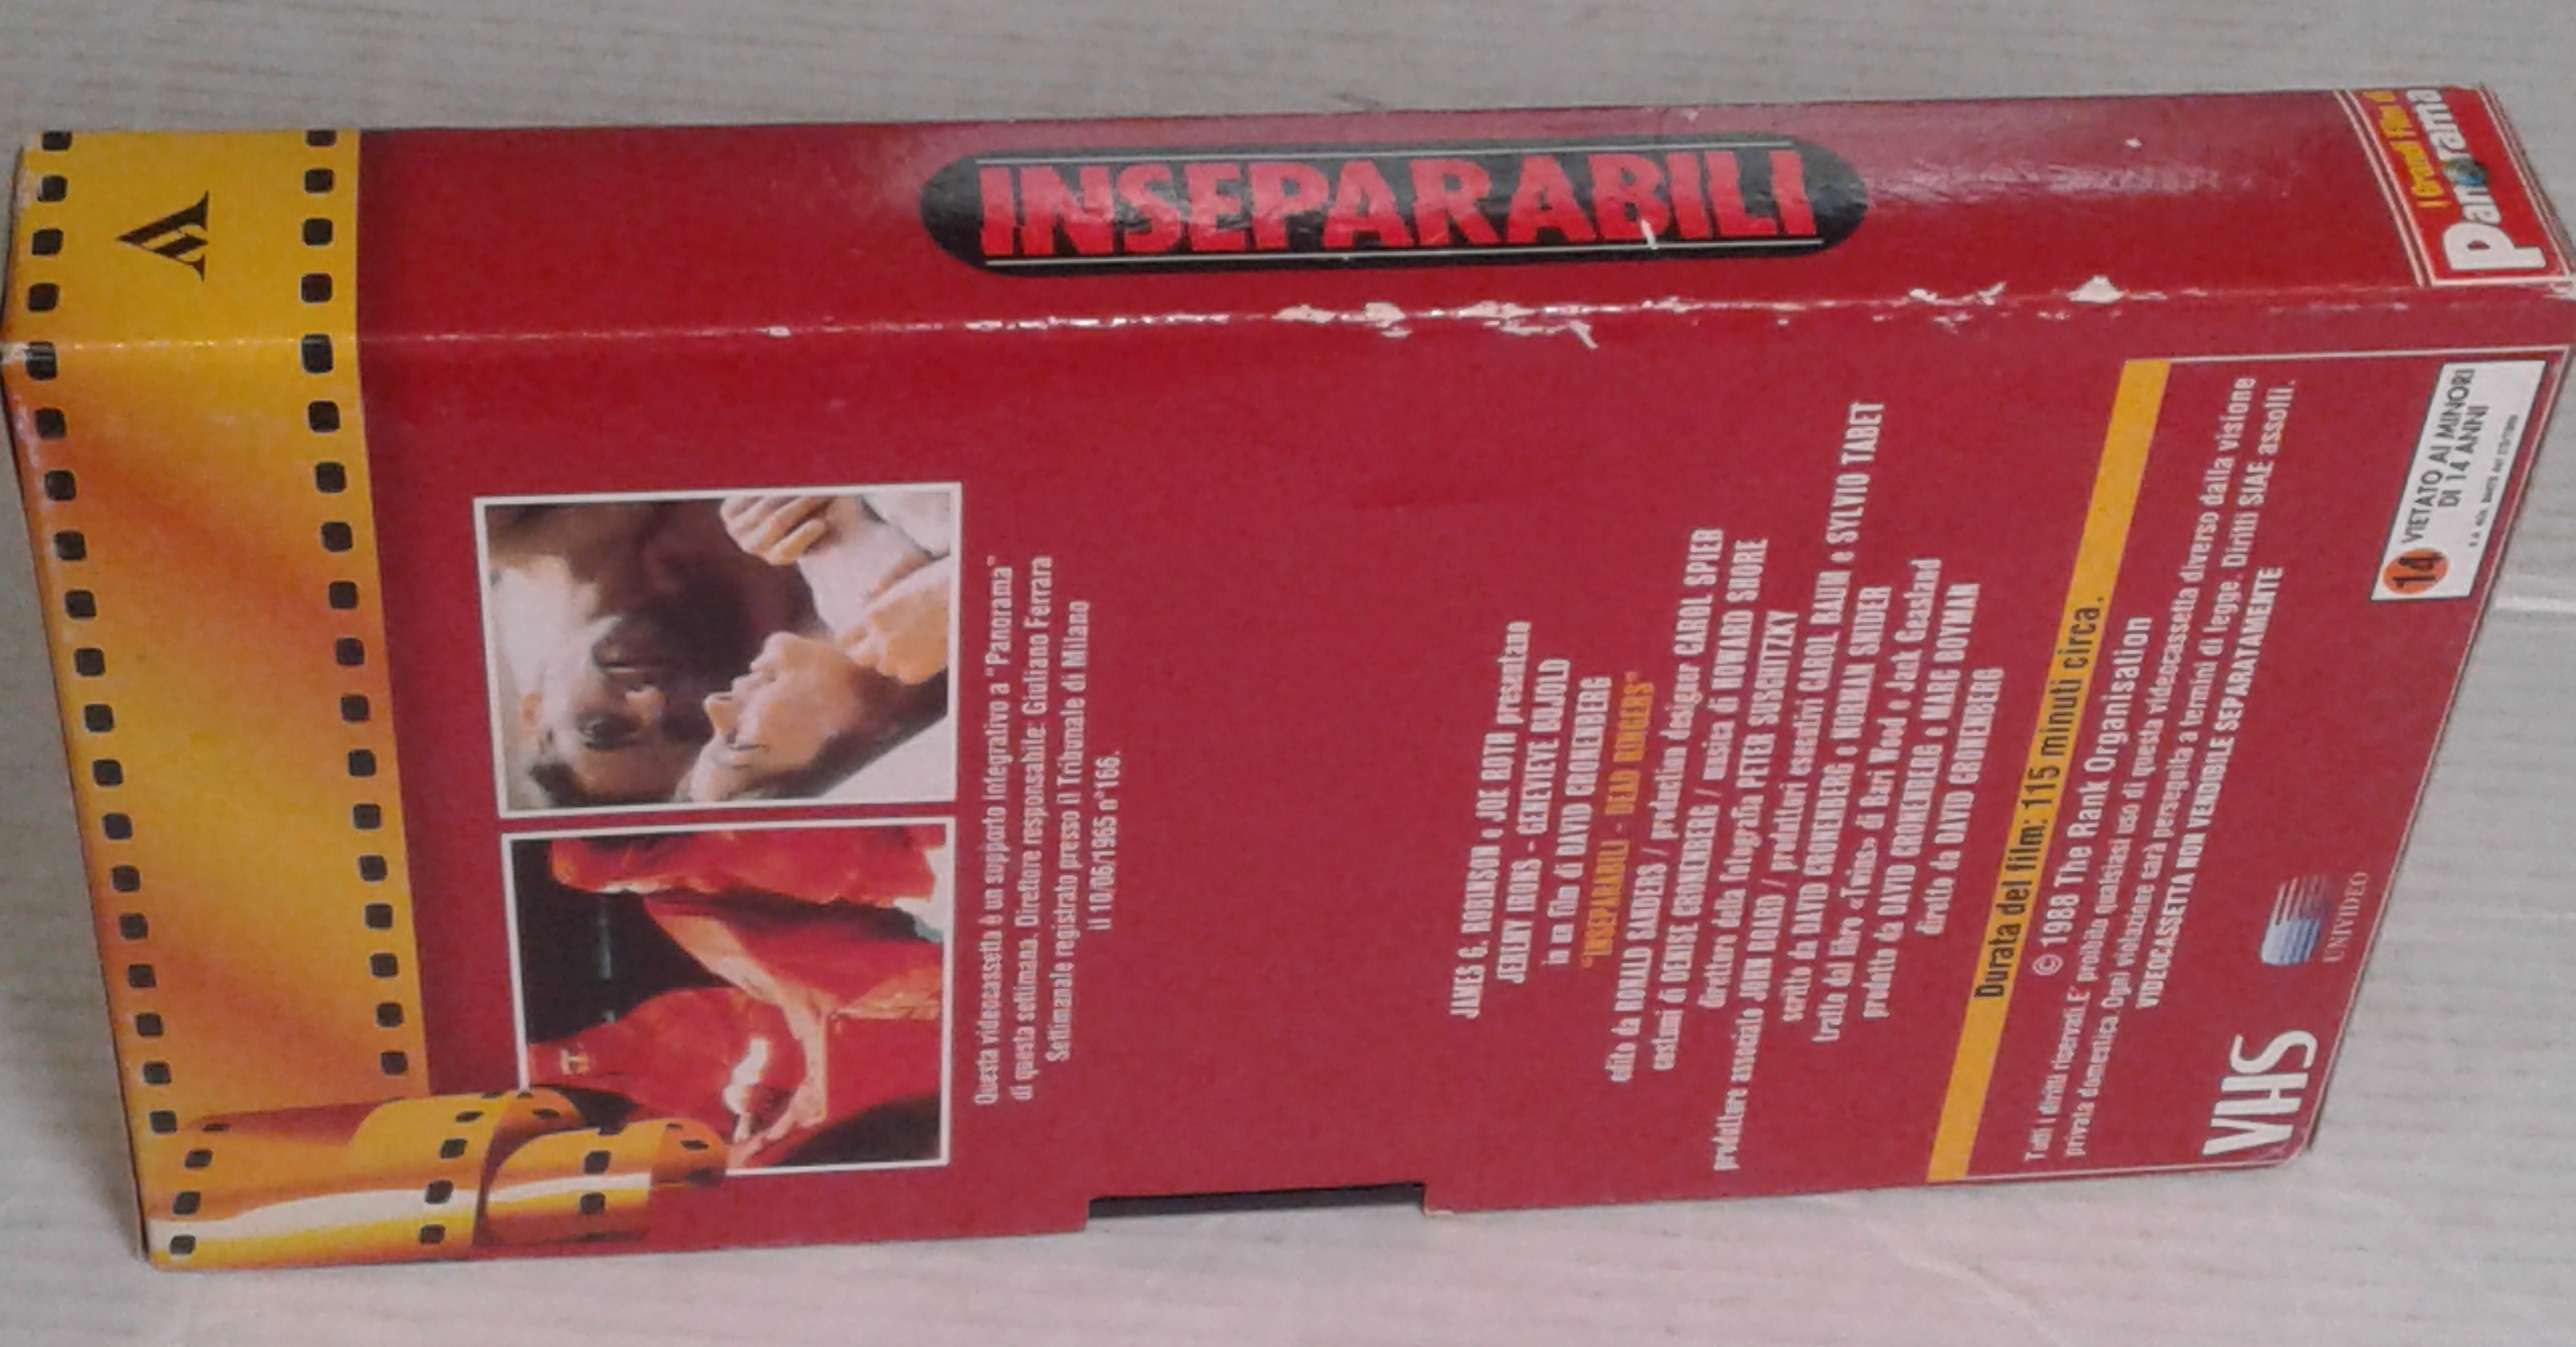 INSEPARABILI
I Grandi Film di
Panorama
Questa videocassetta è un supporto integrativo a "Panorama"
di questa settimana. Direttore responsabile: Giuliano Ferrara
Settimanale registrato presso il Tribunale di Milano
il 10/06/1965 n°166.
JAMES G. ROBINSON e JOE ROTH presentano
JEREMY IRONS - GENEVIEVE BUJOLD
in un film di DAVID CRONENBERG
"INSEPARABILI - DEAD RINGERS"
edito da RONALD SANDERS / production designer CAROL SPIER
costumi di DENISE CRONENBERG / musica di HOWARD SHORE
direttore della fotografia PETER SUSCHITZKY
produttore associato JOHN BOARD / produttori esecutivi CAROL BAUM e SYLVIO TABET
scritto da DAVID CRONENBERG e NORMAN SNIDER
tratto dal libro «Twins» di Bari Wood e Jack Geasland
prodotto da DAVID CRONENBERG e MARC BOYMAN
diretto da DAVID CRONENBERG
Durata del film: 115 minuti circa.
© 1988 The Rank Organisation
Tutti i diritti riservati. E' proibito qualsiasi uso di questa videocassetta diverso dalla visione
privata domestica. Ogni violazione sarà perseguita a termini di legge. Diritti SIAE assolti.
VIDEOCASSETTA NON VENDIBILE SEPARATAMENTE
VHS
UNIVIDEO
14 VIETATO AI MINORI
DI 14 ANNI